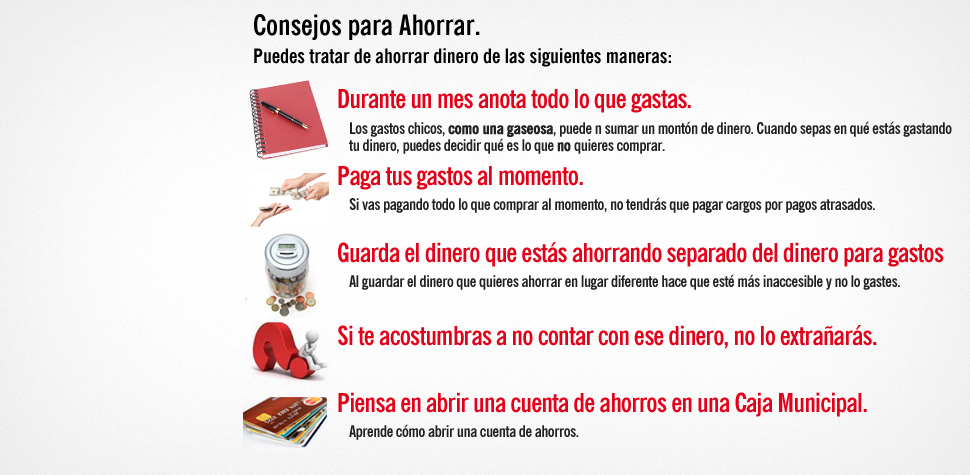 Consejos para Ahorrar.
Puedes tratar de ahorrar dinero de las siguientes maneras:
Durante un mes anota todo lo que gastas.
Los gastos chicos, como una gaseosa, puede n sumar un montón de dinero. Cuando sepas en qué estás gastando
tu dinero, puedes decidir qué es lo que no quieres comprar.
Paga tus gastos al momento.
Si vas pagando todo lo que comprar al momento, no tendrás que pagar cargos por pagos atrasados.
Guarda el dinero que estás ahorrando separado del dinero para gastos
Al guardar el dinero que quieres ahorrar en lugar diferente hace que esté más inaccesible y no lo gastes.
Si te acostumbras a no contar con ese dinero, no lo extrañarás.
Piensa en abrir una cuenta de ahorros en una Caja Municipal.
Aprende cómo abrir una cuenta de ahorros.